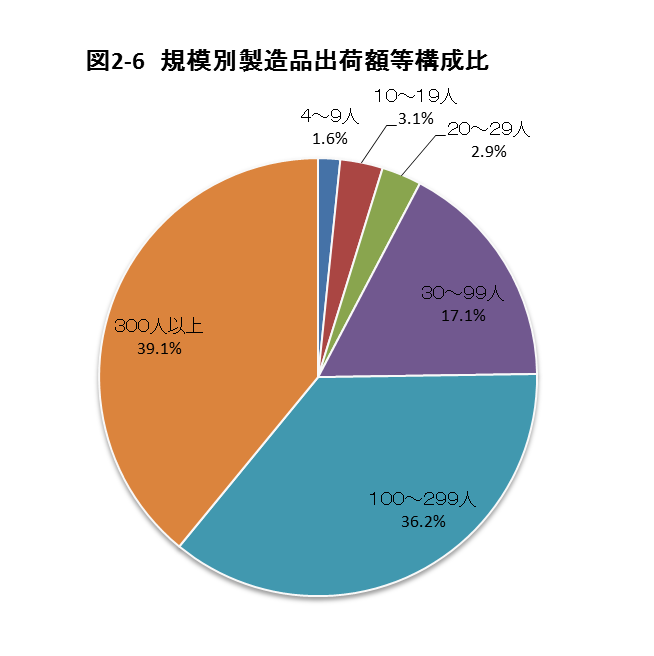 図2-6 規模別製造品出荷額等構成比
4～9人
1.6%
10～19人
3.1%
20～29人
2.9%
30～99人
17.1%
100～299人
36.2%
300人以上
39.1%